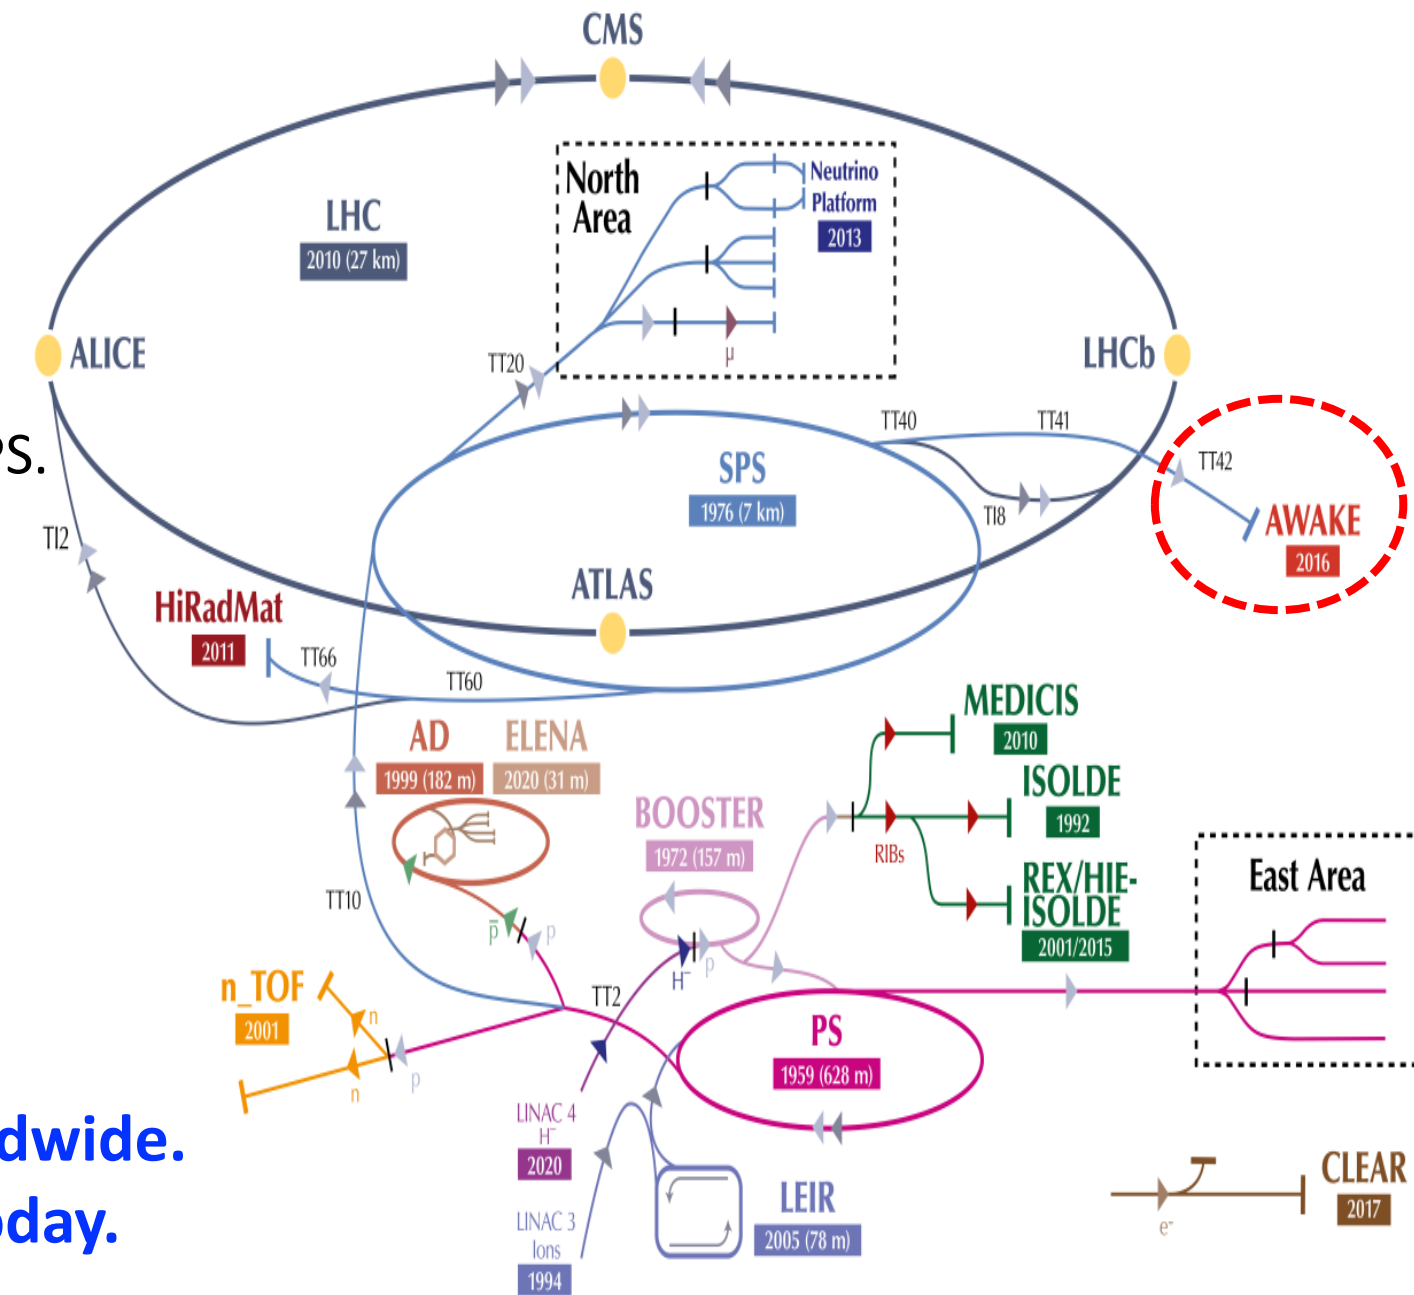 CMS
North
Area
Neutrino
Platform
2013
LHC
2010 (27 km)
μ
ALICE
LHCb
TT20
PS.
TT40
TT41
TT42
SPS
1976 (7 km)
TI8
AWAKE
2016
TI2
ATLAS
HiRadMat
2011
TT66
TT60
MEDICIS
2010
AD
1999 (182 m)
ELENA
2020 (31 m)
ISOLDE
1992
BOOSTER
1972 (157 m)
RIBs
REX/HIE-
ISOLDE
2001/2015
East Area
TT10
p̅
p
H⁻
p
n_TOF
2001
n
n
p
TT2
PS
1959 (628 m)
LINAC 4
H⁻
2020
dwide.
oday.
LEIR
2005 (78 m)
LINAC 3
Ions
1994
CLEAR
2017
e⁻